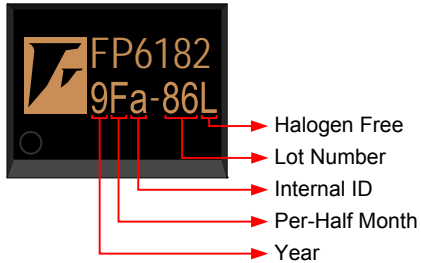 FP6182
9Fa-86L
Halogen Free
Lot Number
Internal ID
Per-Half Month
Year